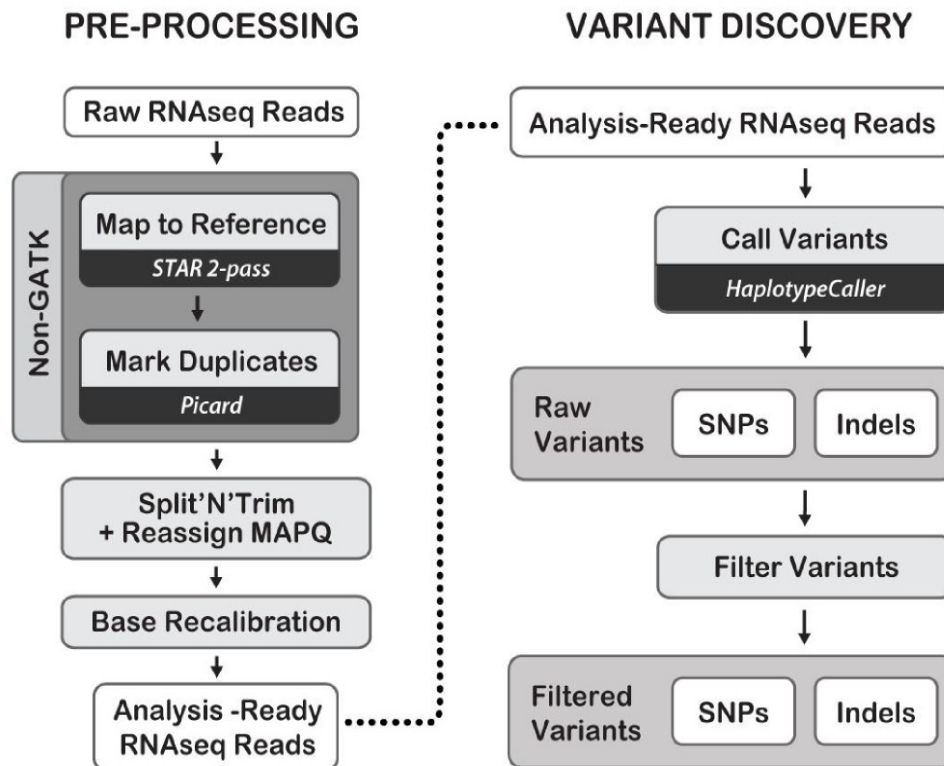 PRE-PROCESSING
Raw RNAseq Reads
Non-GATK
Map to Reference
STAR 2-pass
Mark Duplicates
Picard
Split'N'Trim
+ Reassign MAPQ
Base Recalibration
Analysis -Ready
RNAseq Reads
VARIANT DISCOVERY
Analysis-Ready RNAseq Reads
Call Variants
HaplotypeCaller
Raw
Variants
SNPs
Indels
Filter Variants
Filtered
Variants
SNPs
Indels